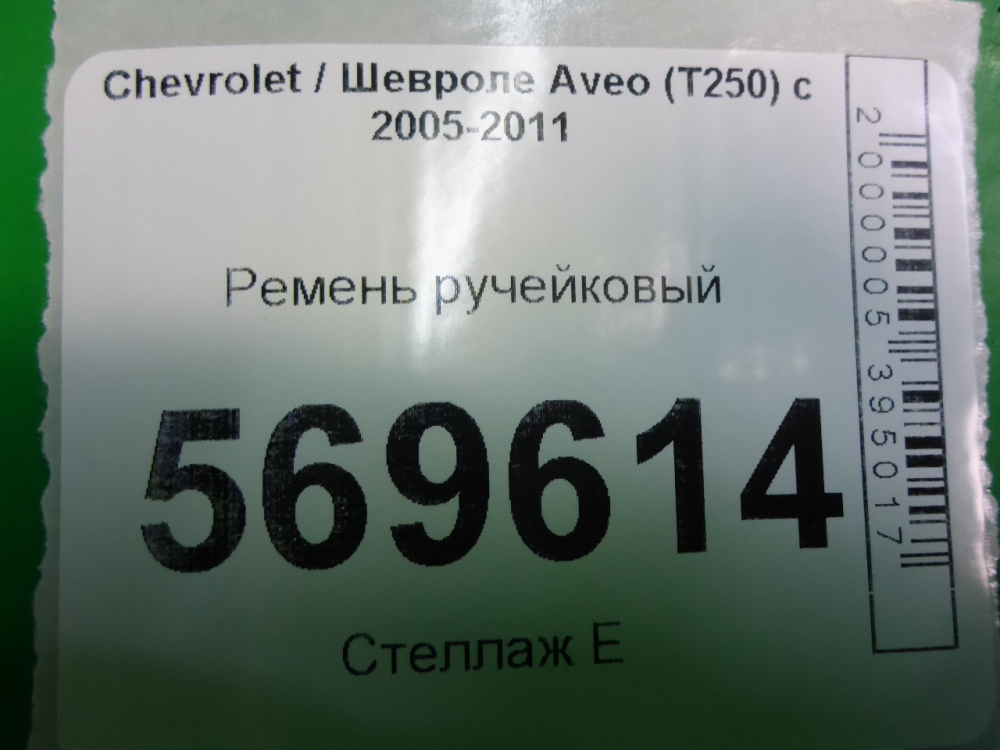 Chevrolet / Шевроле Aveo (T250) с
2005-2011
Ремень ручейковый
569614
Стеллаж Е
2000005395017